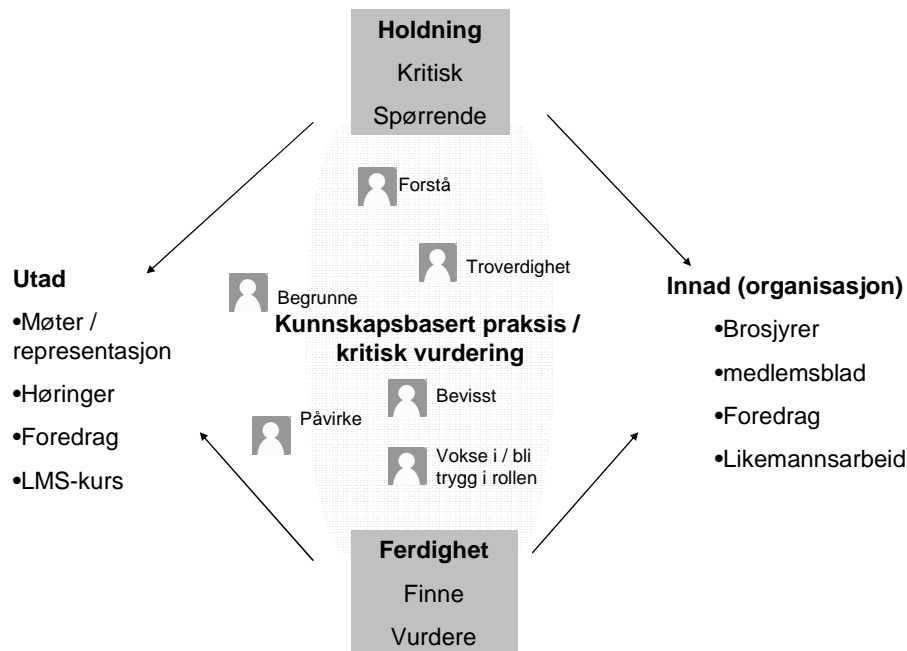 Holdning
Kritisk
Spørrende
Forstå
Troverdighet
Begrunne
Kunnskapsbasert praksis /
kritisk vurdering
Bevisst
Påvirke
Vokse i / bli
trygg i rollen
Utad
•Møter /
representasjon
•Høringer
•Foredrag
•LMS-kurs
Innad (organisasjon)
•Brosjyrer
•medlemsblad
•Foredrag
•Likemannsarbeid
Ferdighet
Finne
Vurdere